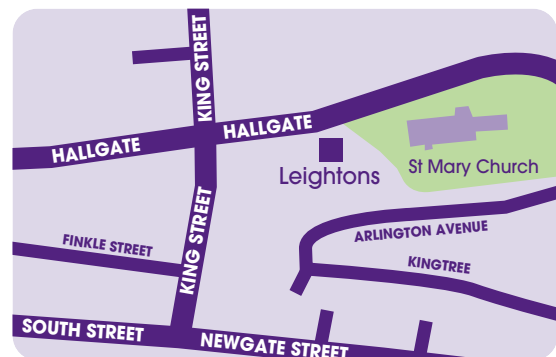 KING STREET
HALLGATE
HALLGATE
Leightons
St Mary Church
KING STREET
ARLINGTON AVENUE
FINKLE STREET
KINGTREE
SOUTH STREET
NEWGATE STREET